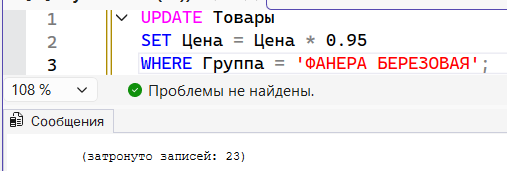 1 UPDATE Товары
2 SET Цена = Цена * 0.95
3 WHERE Группа = 'ФАНЕРА БЕРЕЗОВАЯ';
108 % Проблемы не найдены.
Сообщения
(затронуто записей: 23)